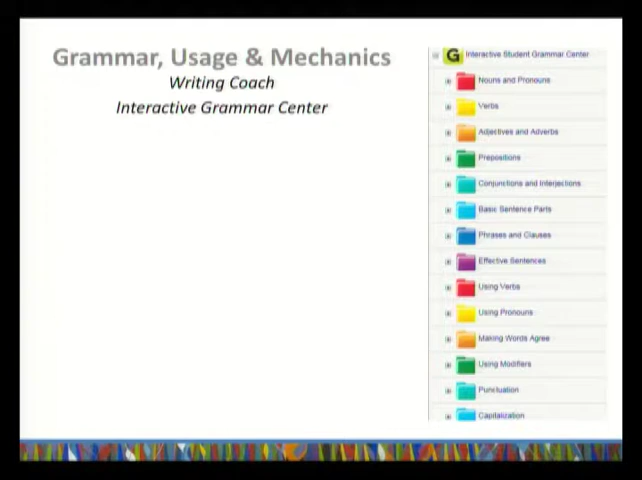 Grammar, Usage & Mechanics
Writing Coach
Interactive Grammar Center
G Interactive Student Grammar Center
Nouns and Pronouns
Verbs
Adjectives and Adverbs
Prepositions
Conjunctions and Interjections
Basic Sentence Parts
Phrases and Clauses
Effective Sentences
Using Verbs
Using Pronouns
Making Words Agree
Using Modifiers
Punctuation
Capitalization